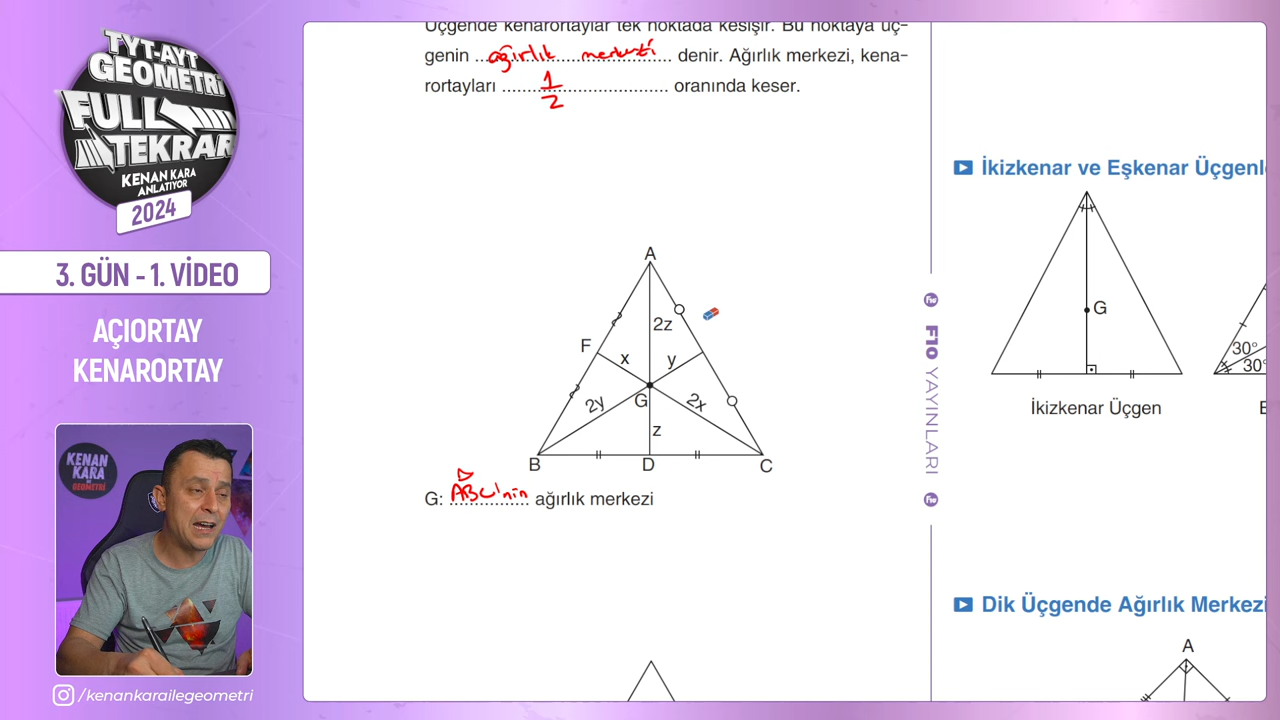 TYT-AYT
GEOMETRİ
FULL
TEKRAR
KENAN KARA
ANLATIYOR
2024
3. GÜN - 1. VİDEO
AÇIORTAY
KENARORTAY
KENAN
KARA
GEOMETRİ
/kenankarailegeometri
Üçgende kenarortaylar tek noktada kesişir. Bu noktaya üç-
genin ağırlık merkezi denir. Ağırlık merkezi, kena-
rortayları 1/2 oranında keser.
A
2z
F
x
y
G
2y
2x
z
B
D
C
G: ABC'nin ağırlık merkezi
F10 YAYINLARI
İkizkenar ve Eşkenar Üçgenl
G
30°
30°
İkizkenar Üçgen
E
Dik Üçgende Ağırlık Merkezi
A